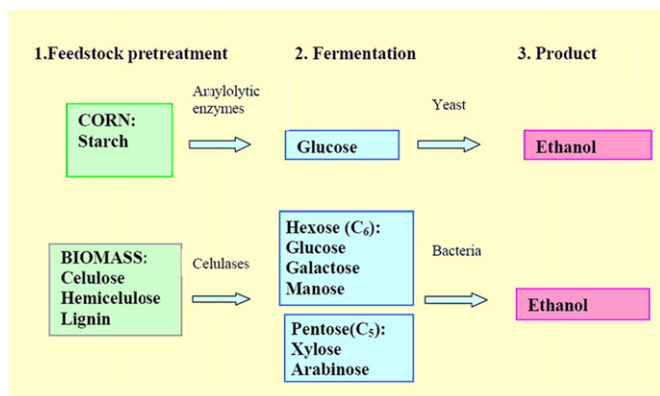 1.Feedstock pretreatment
2. Fermentation
3. Product
Amylolytic
enzymes
Yeast
CORN:
Starch
Glucose
Ethanol
Hexose (C₆):
Glucose
Galactose
Manose
BIOMASS:
Celulose
Hemicelulose
Lignin
Celulases
Bacteria
Ethanol
Pentose(C₅):
Xylose
Arabinose